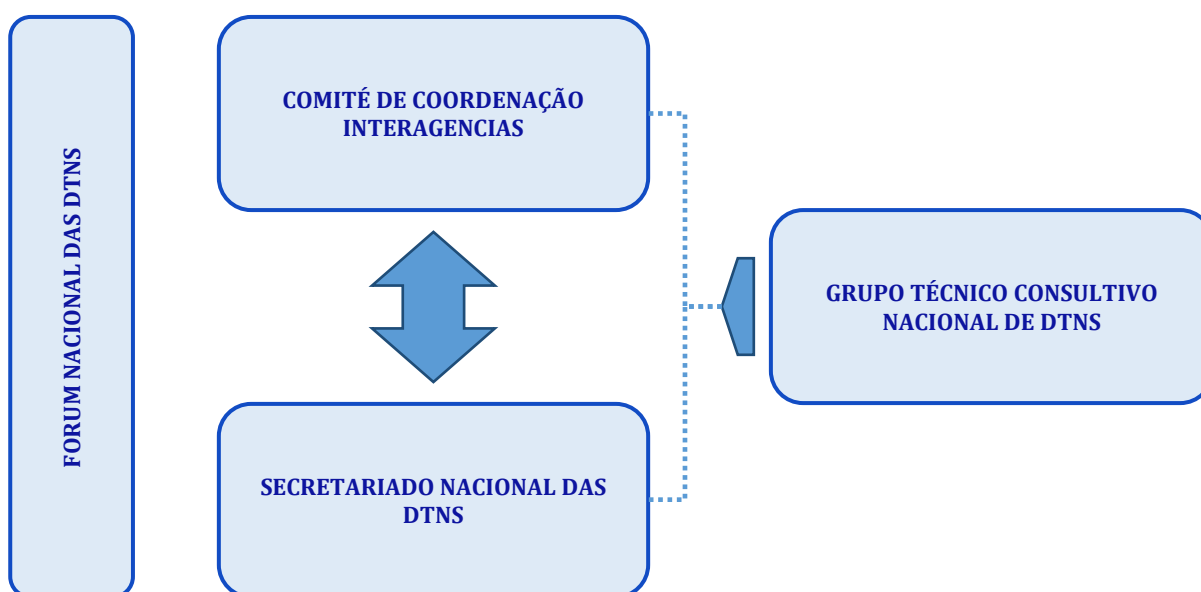 FORUM NACIONAL DAS DTNS
COMITÉ DE COORDENAÇÃO
INTERAGENCIAS
GRUPO TÉCNICO CONSULTIVO
NACIONAL DE DTNS
SECRETARIADO NACIONAL DAS
DTNS